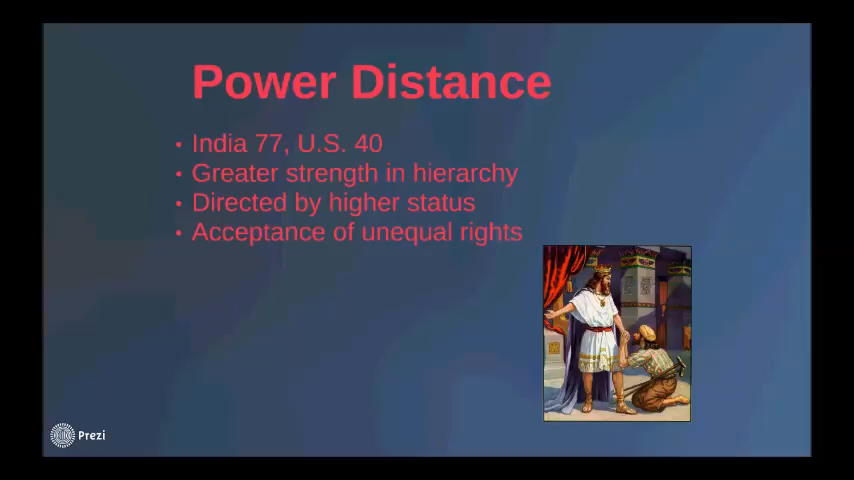 Power Distance
• India 77, U.S. 40
• Greater strength in hierarchy
• Directed by higher status
• Acceptance of unequal rights
Prezi